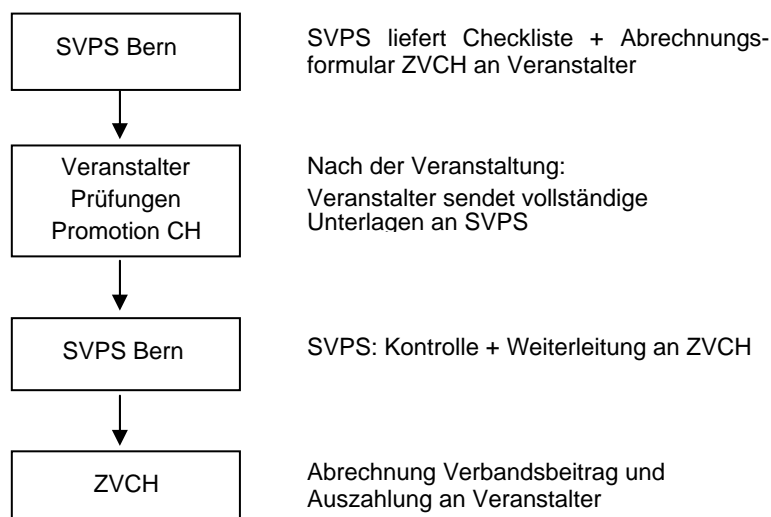 SVPS Bern
SVPS liefert Checkliste + Abrechnungs-
formular ZVCH an Veranstalter
Veranstalter
Prüfungen
Promotion CH
Nach der Veranstaltung:
Veranstalter sendet vollständige
Unterlagen an SVPS
SVPS Bern
SVPS: Kontrolle + Weiterleitung an ZVCH
ZVCH
Abrechnung Verbandsbeitrag und
Auszahlung an Veranstalter